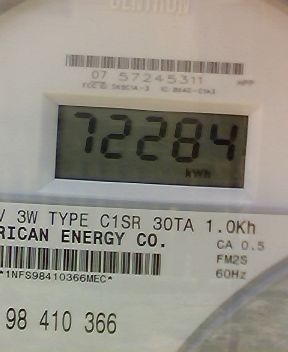 CENTRON
07 57245311
72284
kWh
V 3W TYPE C1SR 30TA 1.0Kh
RICAN ENERGY CO.
CA 0.5
FM2S
*1NFS98410366MEC*
60Hz
98 410 366